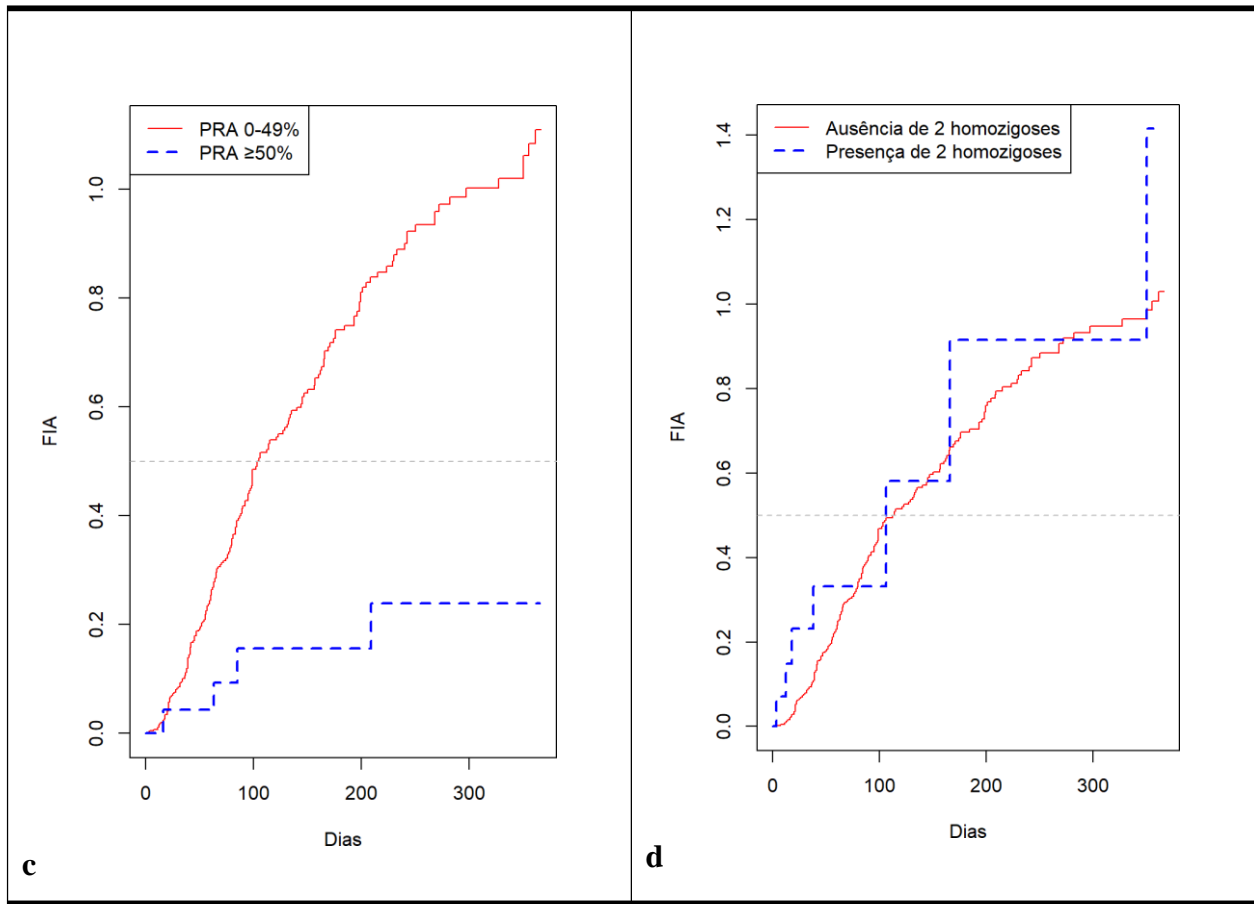 PRA 0-49%
PRA ≥50%
FIA
1.0
0.8
0.6
0.4
0.2
0.0
0 100 200 300
Dias
c
Ausência de 2 homozigoses
Presença de 2 homozigoses
FIA
1.4
1.2
1.0
0.8
0.6
0.4
0.2
0.0
0 100 200 300
Dias
d